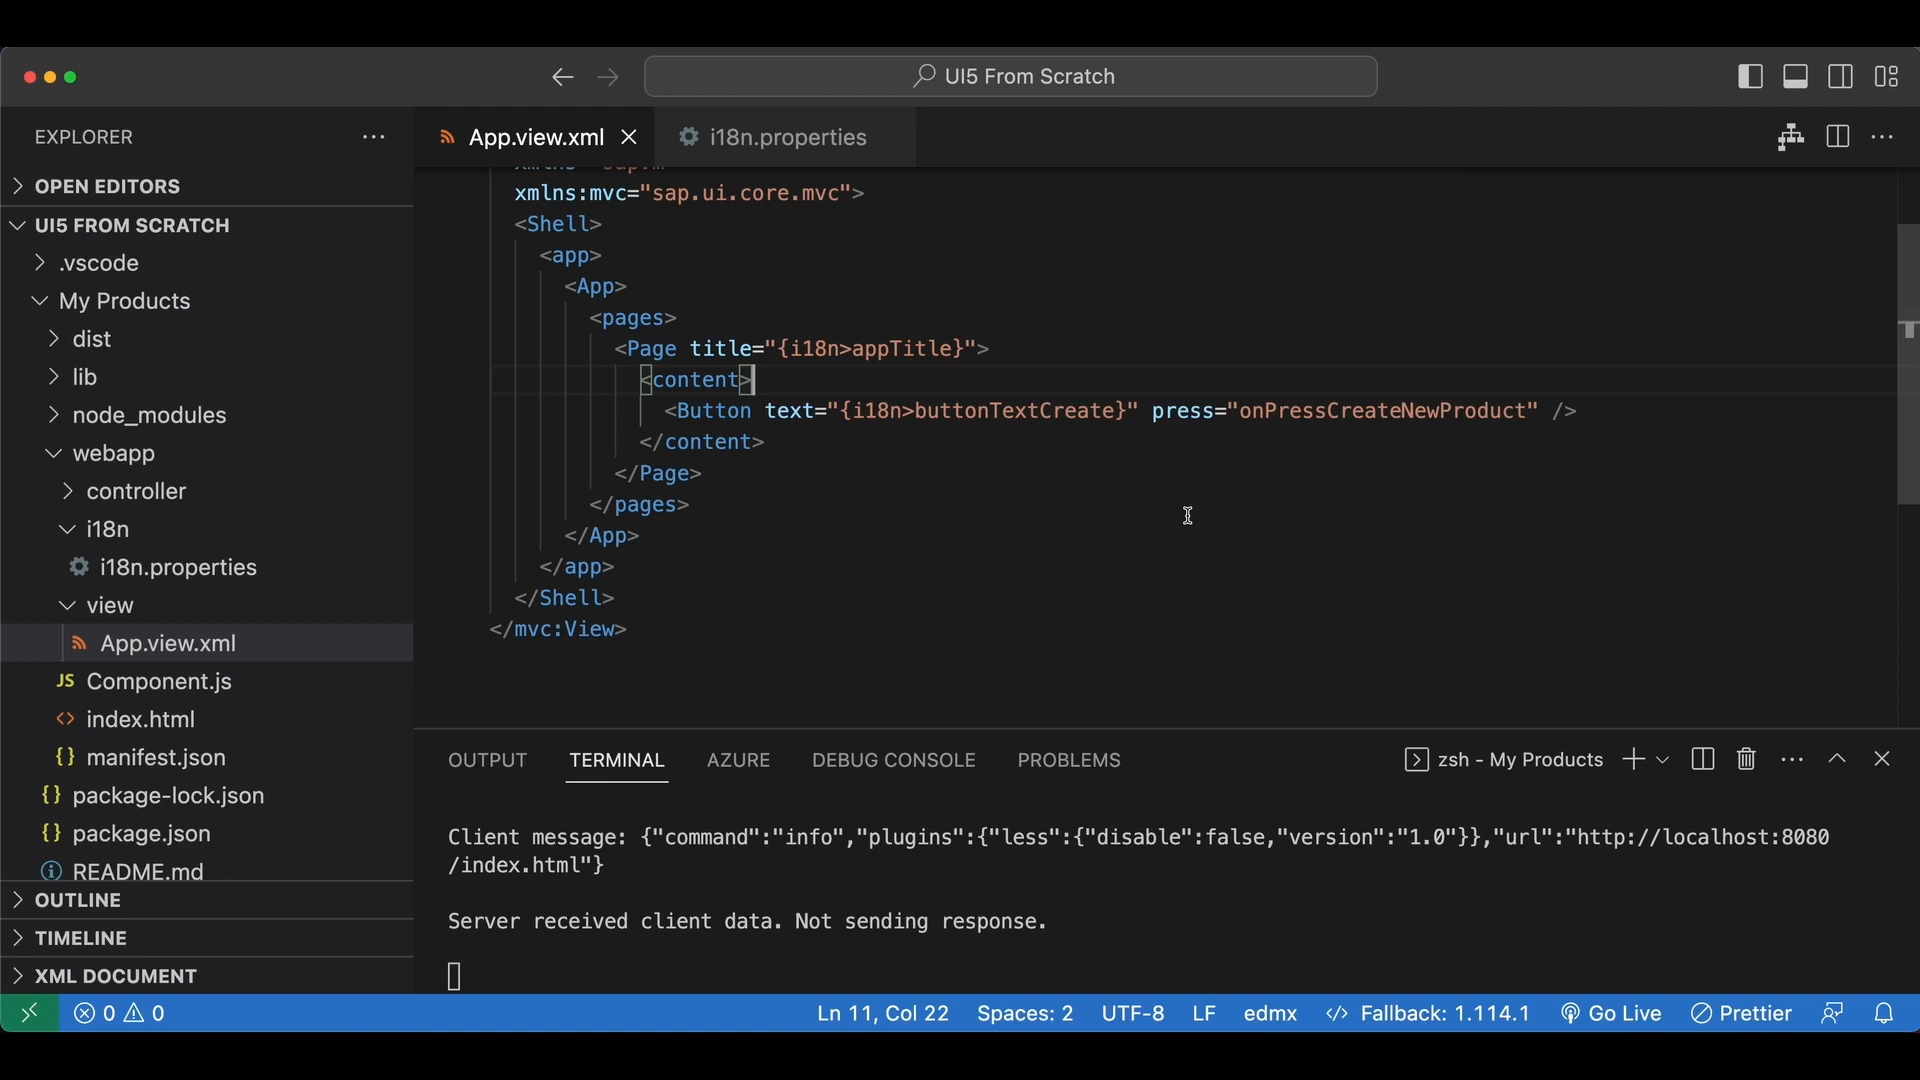 UI5 From Scratch
EXPLORER
OPEN EDITORS
UI5 FROM SCRATCH
.vscode
My Products
dist
lib
node_modules
webapp
controller
i18n
i18n.properties
view
App.view.xml
JS Component.js
<> index.html
{} manifest.json
{} package-lock.json
{} package.json
README.md
OUTLINE
TIMELINE
XML DOCUMENT
App.view.xml
i18n.properties
xmlns:mvc="sap.ui.core.mvc">
<Shell>
<app>
<App>
<pages>
<Page title="{i18n>appTitle}">
<content>
<Button text="{i18n>buttonTextCreate}" press="onPressCreateNewProduct" />
</content>
</Page>
</pages>
</App>
</app>
</Shell>
</mvc:View>
OUTPUT TERMINAL AZURE DEBUG CONSOLE PROBLEMS zsh - My Products
Client message: {"command":"info","plugins":{"less":{"disable":false,"version":"1.0"}},"url":"http://localhost:8080
/index.html"}
Server received client data. Not sending response.
0 0 Ln 11, Col 22 Spaces: 2 UTF-8 LF edmx </> Fallback: 1.114.1 Go Live Prettier